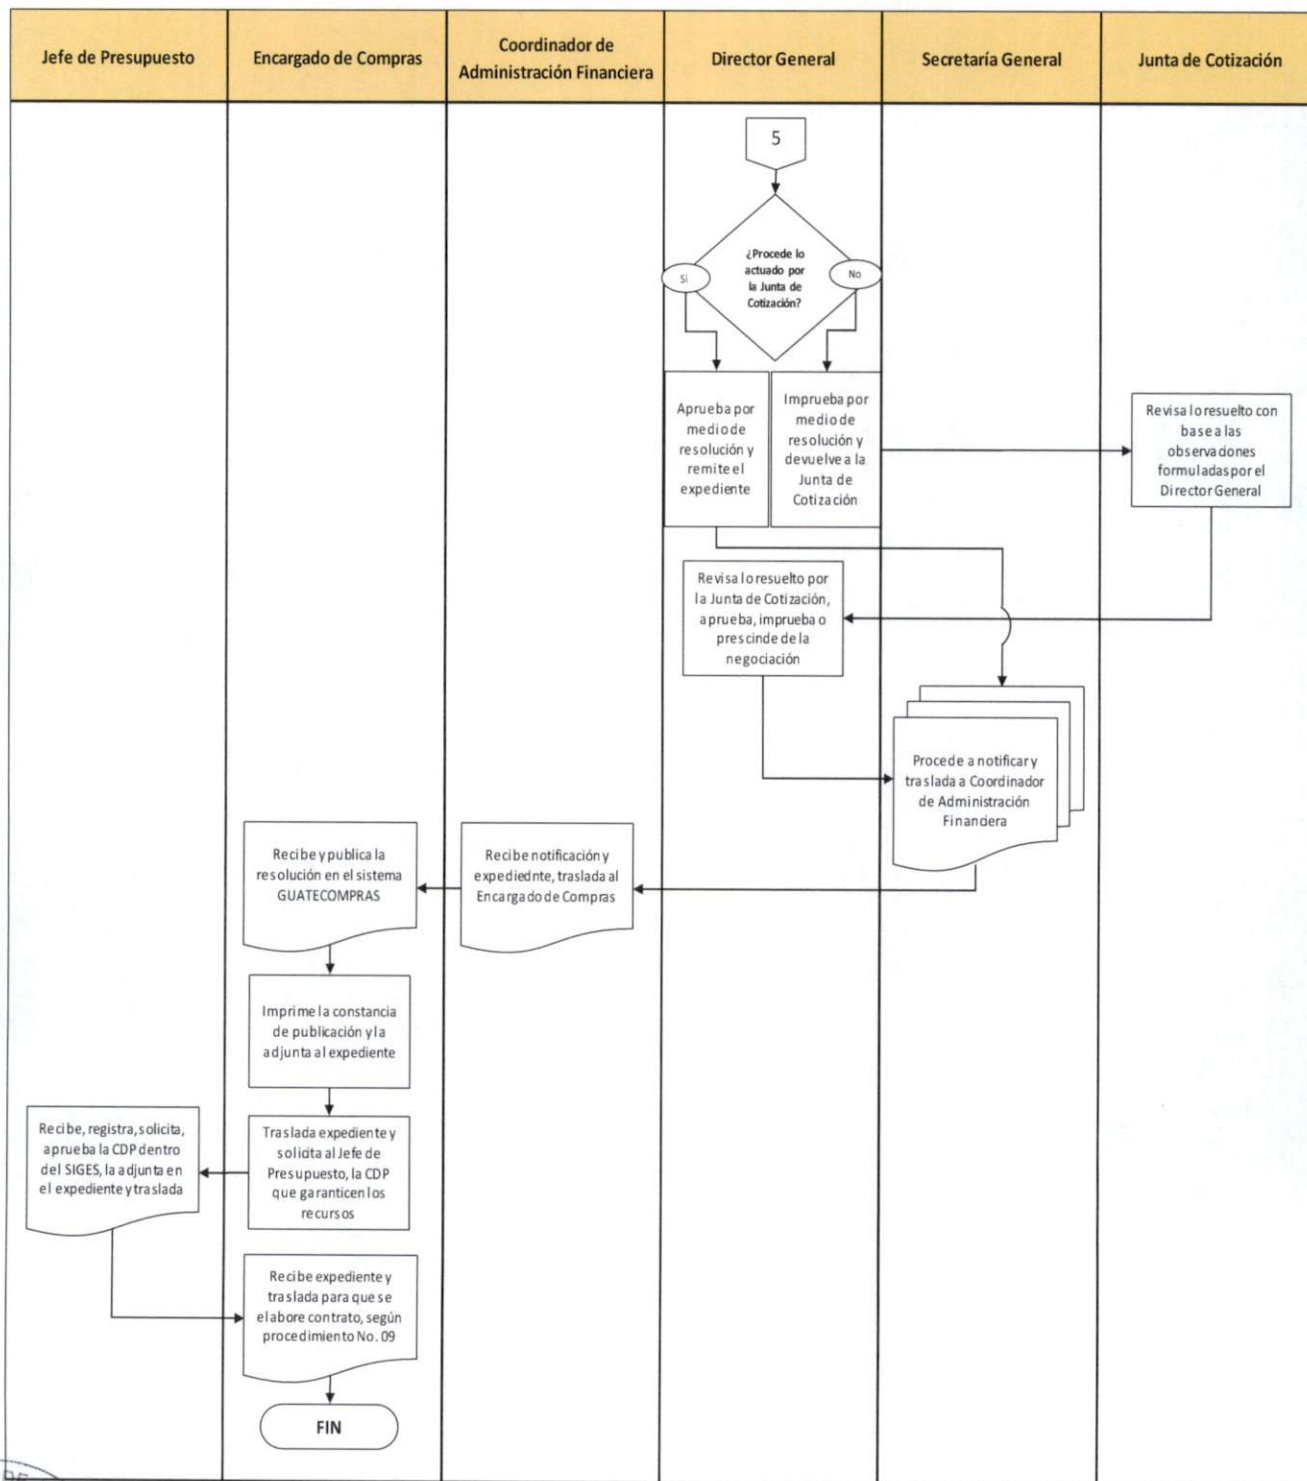 Jefe de Presupuesto
Encargado de Compras
Coordinador de
Administración Financiera
Director General
Secretaría General
Junta de Cotización
5
¿Procede lo
actuado por
la Junta de
Cotización?
Si
No
Aprueba por
medio de
resolución y
remite el
expediente
Imprueba por
medio de
resolución y
devuelve a la
Junta de
Cotización
Revisa lo resuelto con
base a las
observaciones
formuladas por el
Director General
Revisa lo resuelto por
la Junta de Cotización,
aprueba, imprueba o
prescinde de la
negociación
Procede a notificar y
traslada a Coordinador
de Administración
Financiera
Recibe notificación y
expediednte, traslada al
Encargado de Compras
Recibe y publica la
resolución en el sistema
GUATECOMPRAS
Imprime la constancia
de publicación y la
adjunta al expediente
Traslada expediente y
solicita al Jefe de
Presupuesto, la CDP
que garanticen los
recursos
Recibe, registra, solicita,
aprueba la CDP dentro
del SIGES, la adjunta en
el expediente y traslada
Recibe expediente y
traslada para que se
elabore contrato, según
procedimiento No. 09
FIN
DE